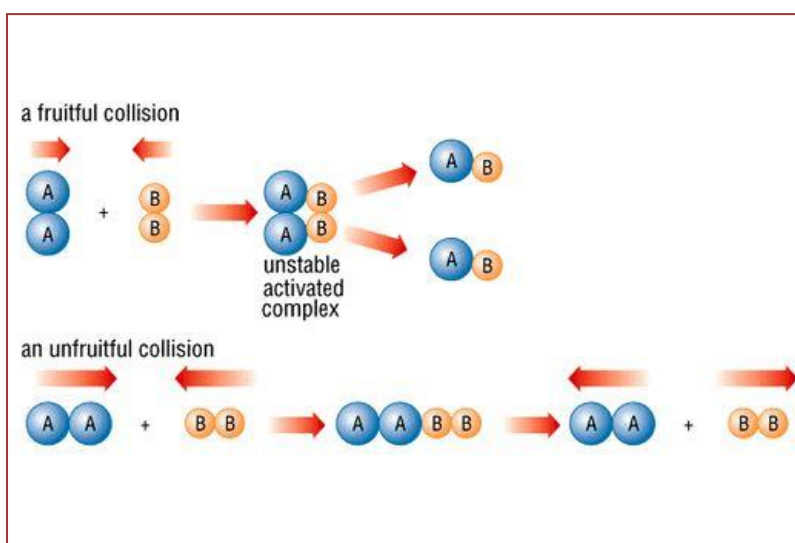 a fruitful collision
A
A
+
B
B
A
B
A
B
unstable
activated
complex
A
B
A
B
an unfruitful collision
A A + B B A A B B A A + B B